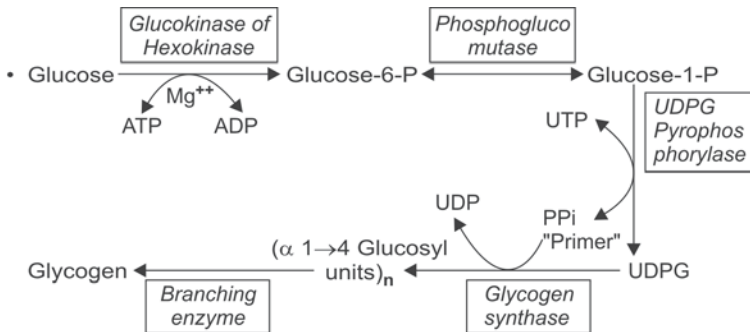 Glucokinase of
Hexokinase
Phosphogluco
mutase
• Glucose
Glucose-6-P
Glucose-1-P
Mg++
ATP
ADP
UTP
UDPG
Pyrophos
phorylase
UDP
PPi
"Primer"
(α 1→4 Glucosyl
units)n
Glycogen
UDPG
Branching
enzyme
Glycogen
synthase